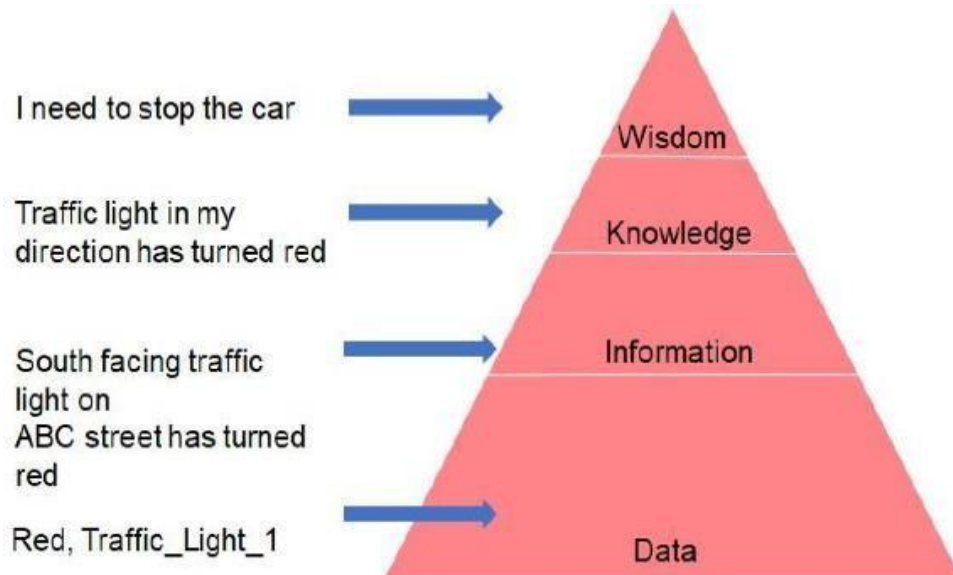 I need to stop the car
Wisdom
Traffic light in my
direction has turned red
Knowledge
South facing traffic
light on
ABC street has turned
red
Information
Red, Traffic_Light_1
Data